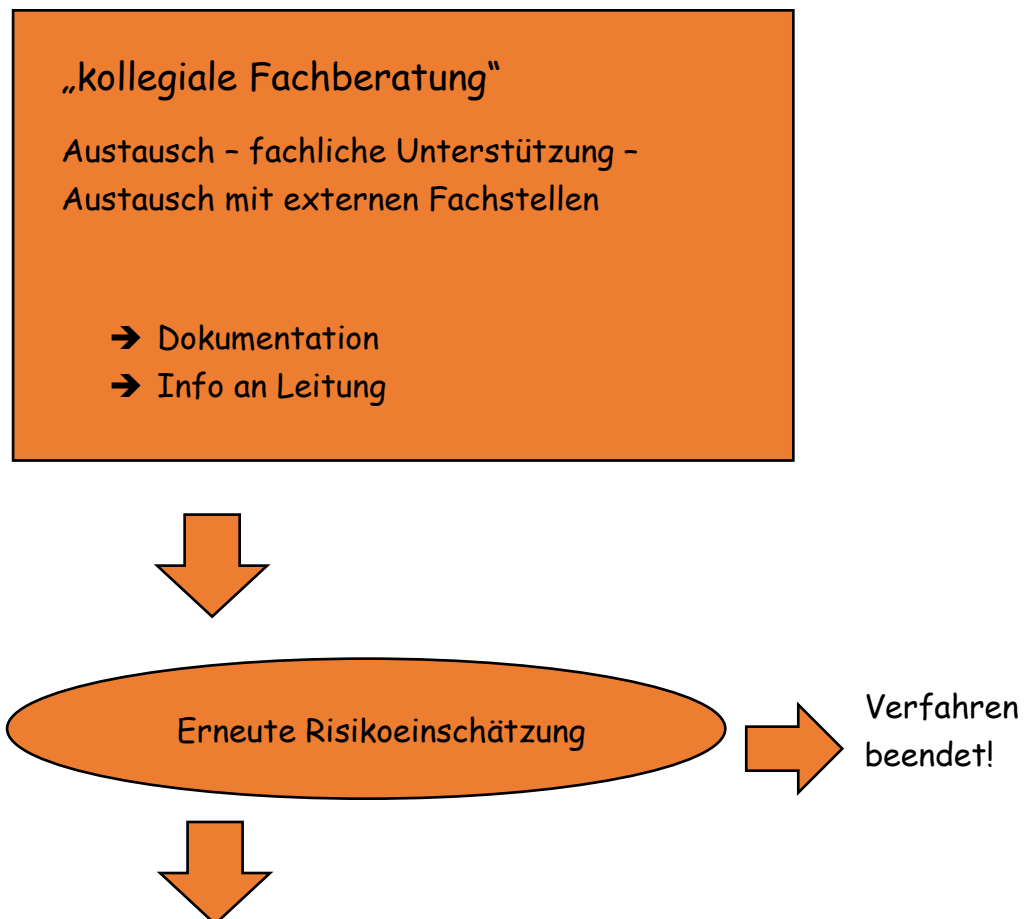 „kollegiale Fachberatung“
Austausch – fachliche Unterstützung –
Austausch mit externen Fachstellen
➔ Dokumentation
➔ Info an Leitung
Erneute Risikoeinschätzung
Verfahren
beendet!